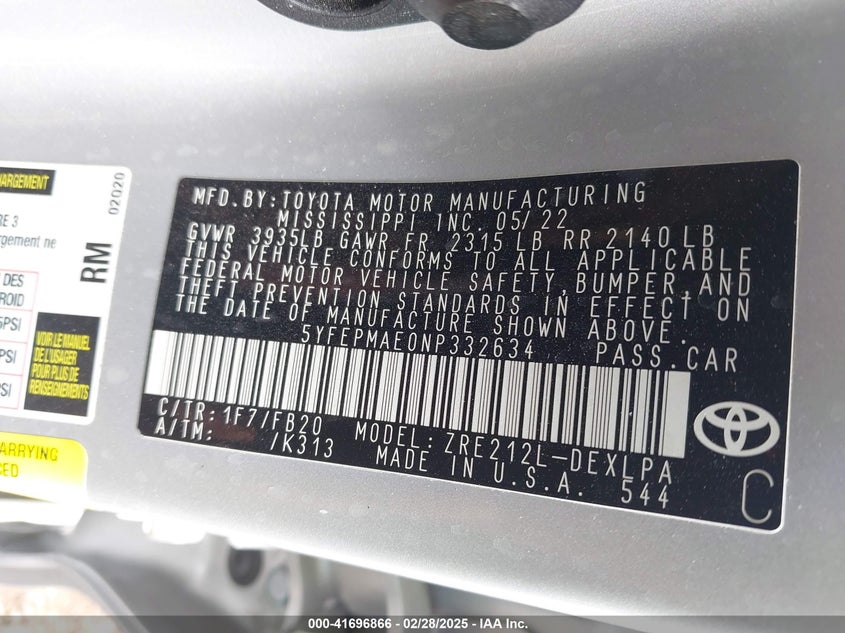 MFD.BY:TOYOTA MOTOR MANUFACTURING
MISSISSIPPI INC. 05/22
GVWR 3935LB GAWR FR 2315 LB RR 2140 LB
THIS VEHICLE CONFORMS TO ALL APPLICABLE
FEDERAL MOTOR VEHICLE SAFETY,BUMPER,AND
THEFT PREVENTION STANDARDS IN EFFECT ON
THE DATE OF MANUFACTURE SHOWN ABOVE.
5YFEPMAE0NP332634 PASS.CAR
C/TR: 1F7/FB20 MODEL: ZRE212L-DEXLPA
A/TM: /K313 MADE IN U.S.A. 544
C
RM 02020
RE 3
argement ne
DES
ROID
PSI
PSI
VOIR LE MANUEL
DE L'USAGER
POUR PLUS DE
RENSEIGNEMENTS
CARRYING
000-41696866 / 02/28/2025 / IAA Inc.